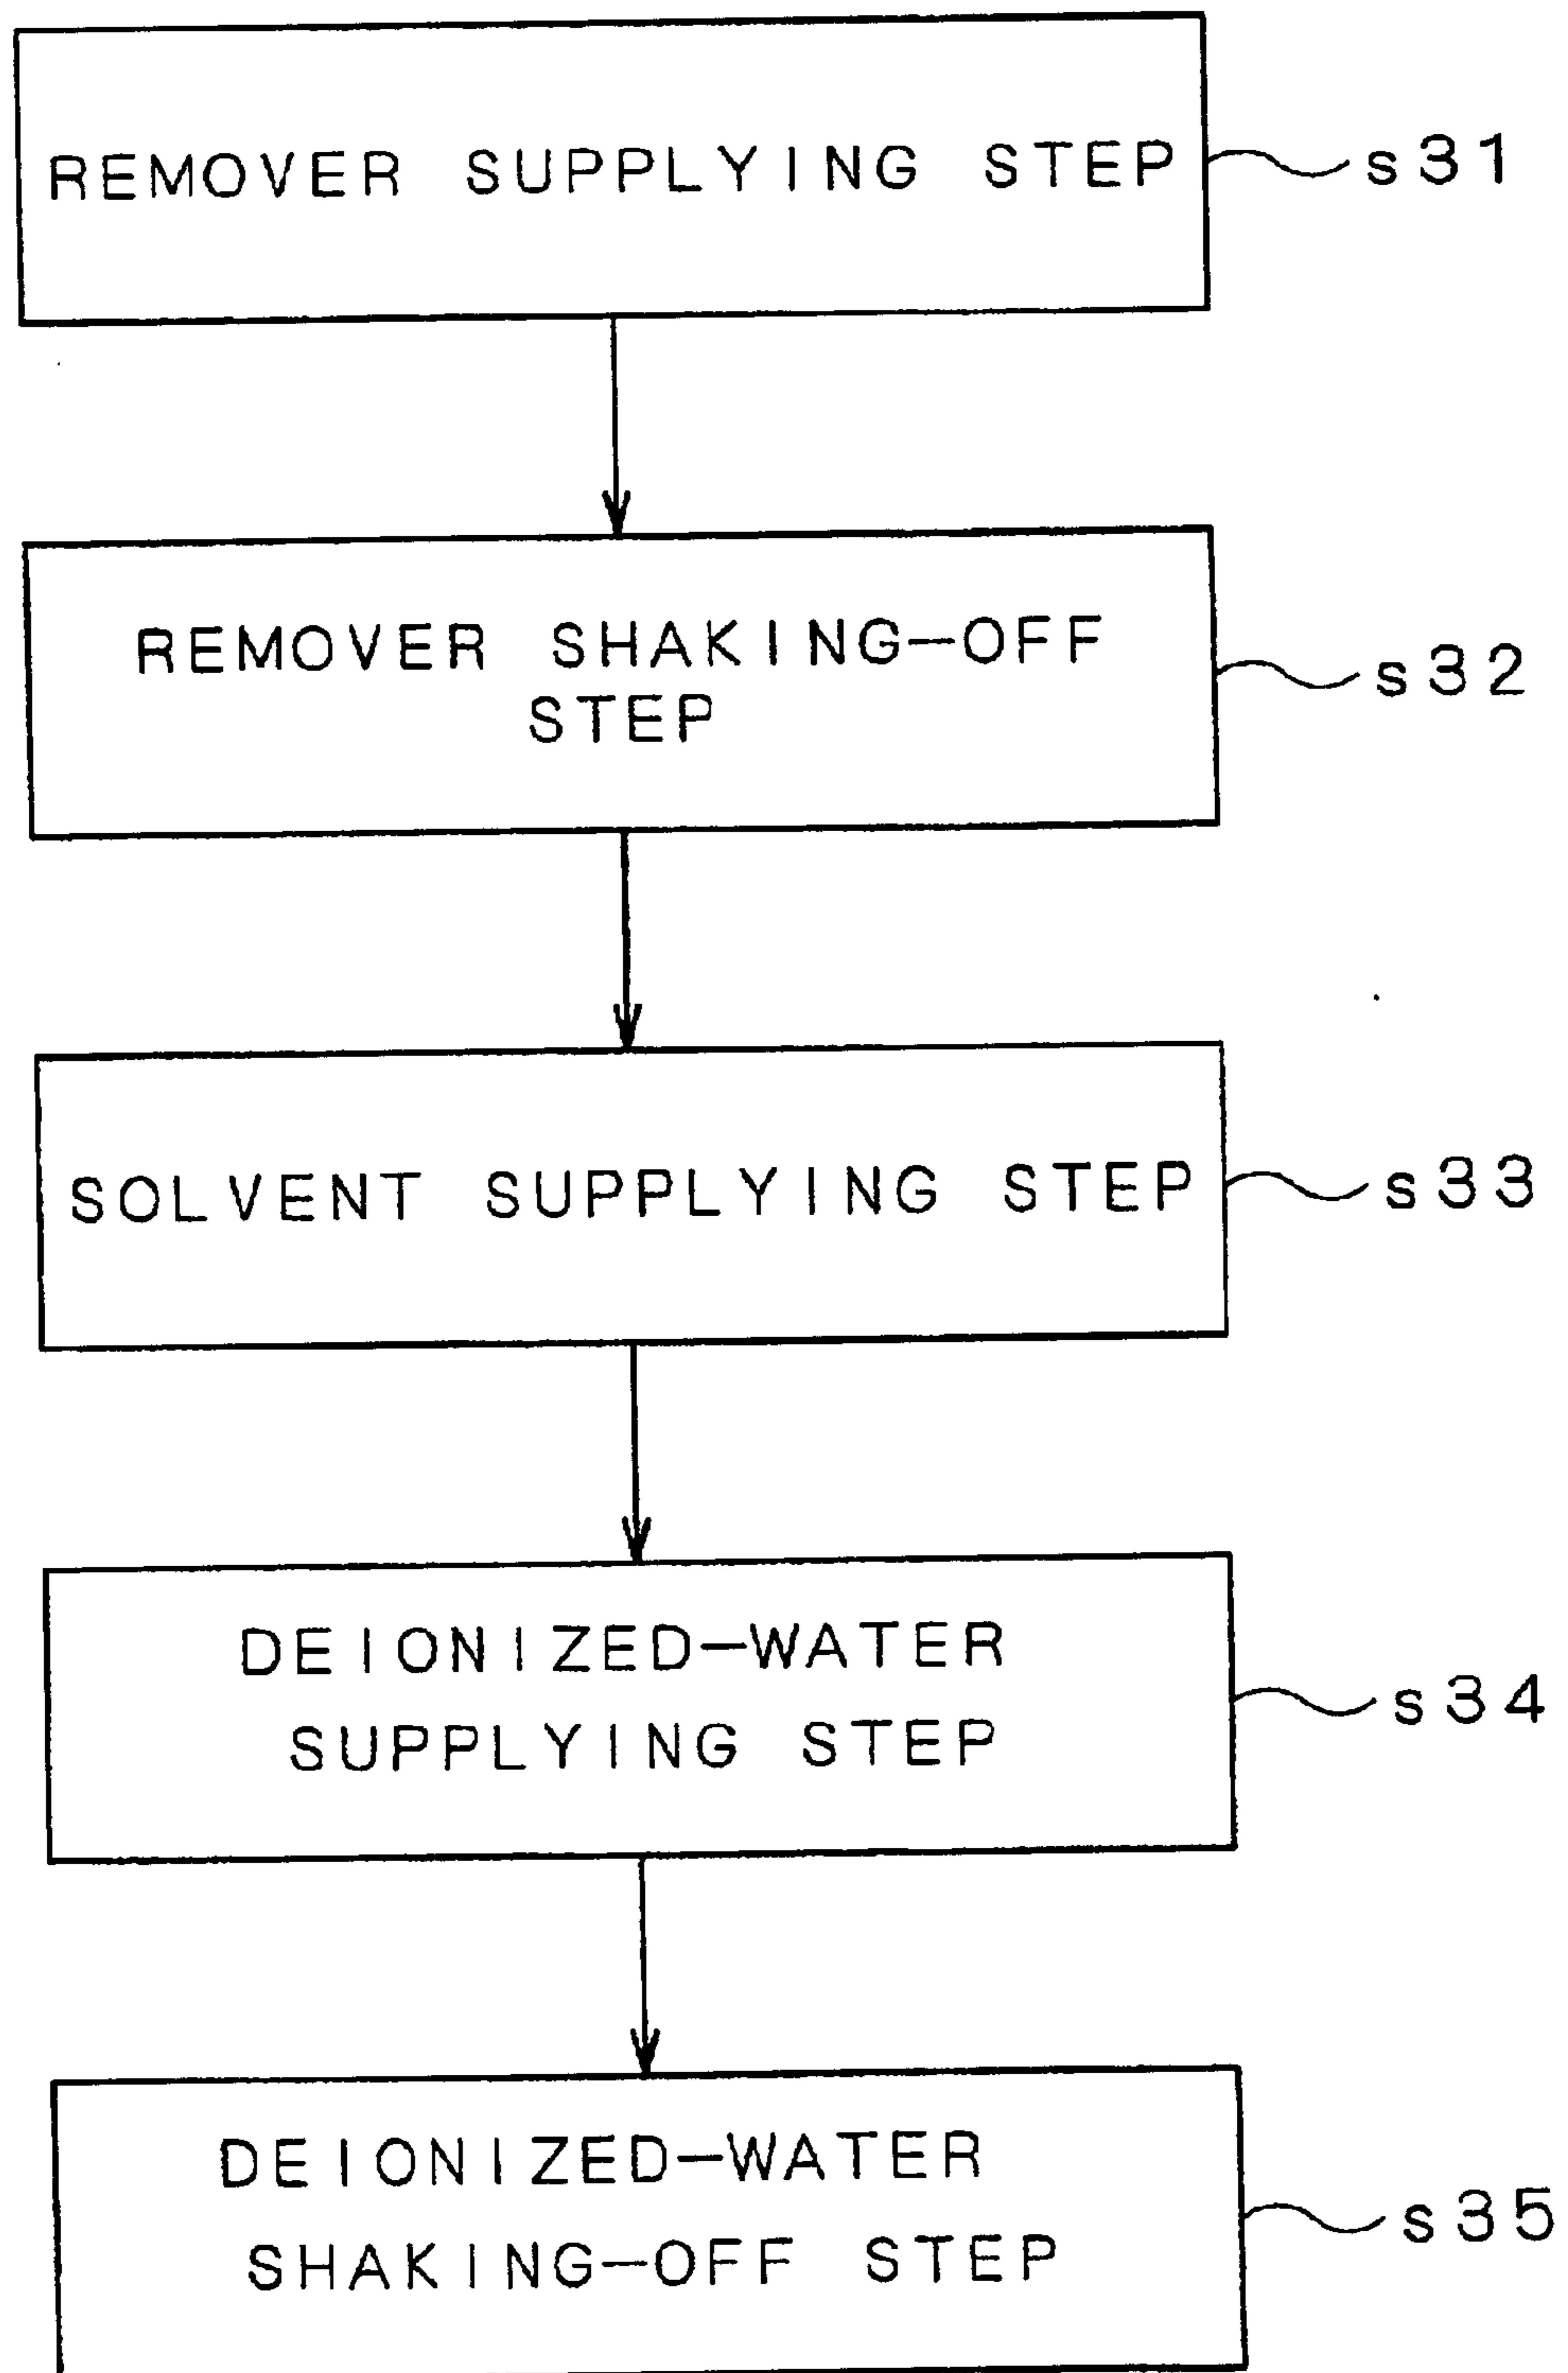 REMOVER SUPPLYING STEP s31
REMOVER SHAKING-OFF
STEP
s32
SOLVENT SUPPLYING STEP s33
DEIONIZED-WATER
SUPPLYING STEP
s34
DEIONIZED-WATER
SHAKING-OFF STEP
s35